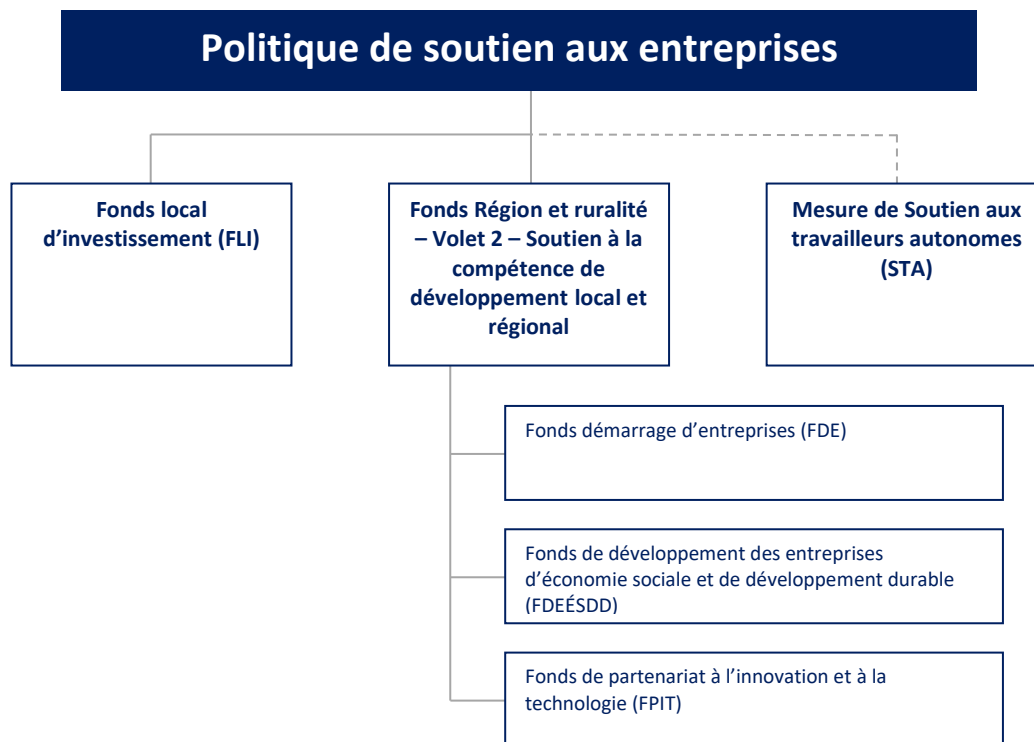 Politique de soutien aux entreprises
Fonds local
d’investissement (FLI)
Fonds Région et ruralité
– Volet 2 – Soutien à la
compétence de
développement local et
régional
Mesure de Soutien aux
travailleurs autonomes
(STA)
Fonds démarrage d’entreprises (FDE)
Fonds de développement des entreprises
d’économie sociale et de développement durable
(FDEÉSDD)
Fonds de partenariat à l’innovation et à la
technologie (FPIT)